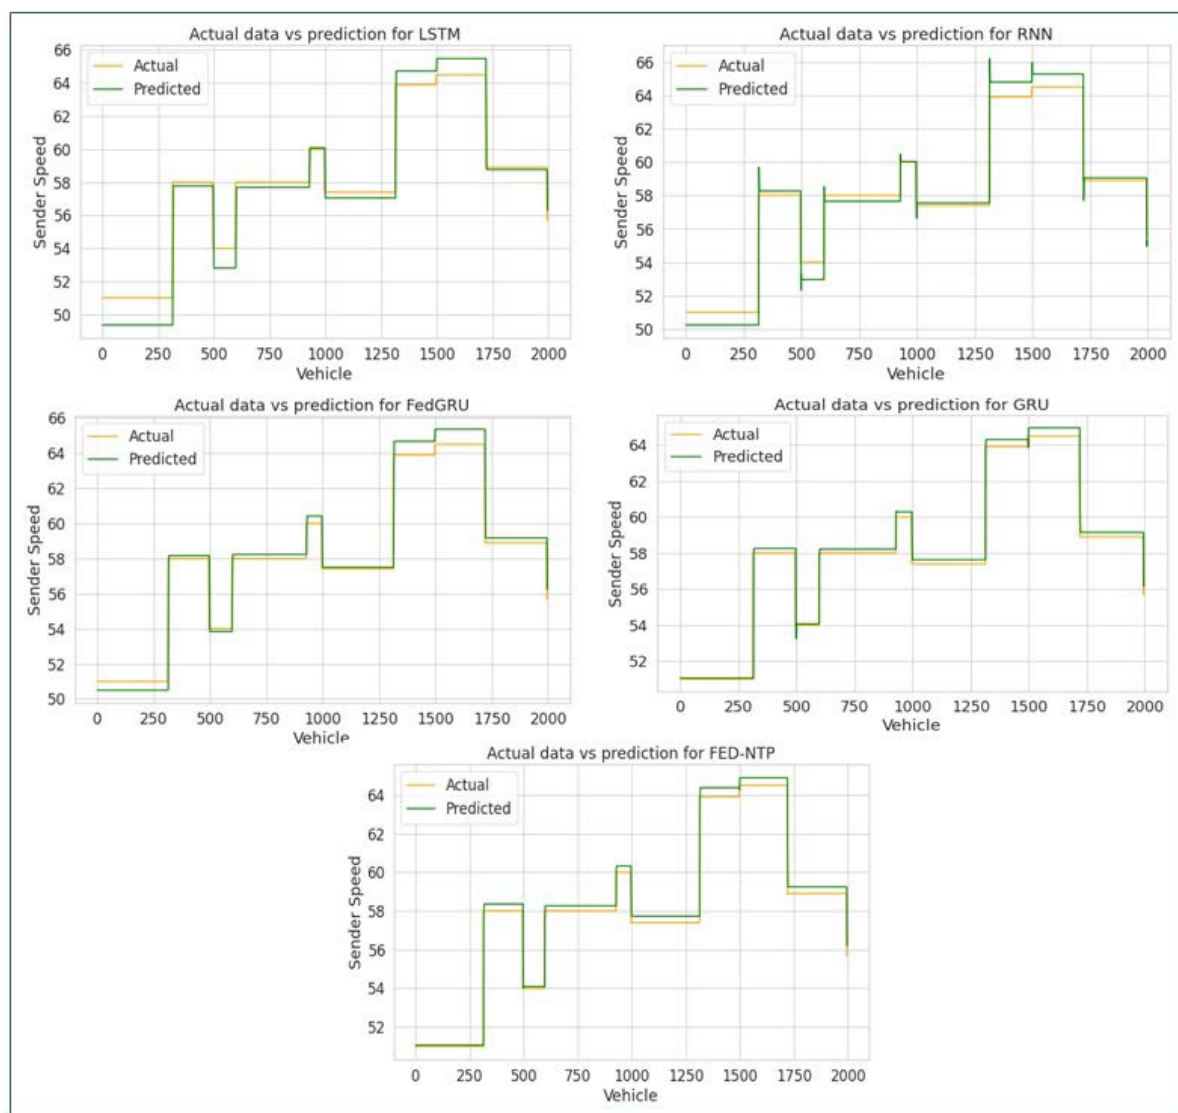 Actual data vs prediction for LSTM
66
64
62
60
58
56
54
52
50
Sender Speed
Actual
Predicted
0 250 500 750 1000 1250 1500 1750 2000
Vehicle
Actual data vs prediction for RNN
66
64
62
60
58
56
54
52
50
Sender Speed
Actual
Predicted
0 250 500 750 1000 1250 1500 1750 2000
Vehicle
Actual data vs prediction for FedGRU
66
64
62
60
58
56
54
52
50
Sender Speed
Actual
Predicted
0 250 500 750 1000 1250 1500 1750 2000
Vehicle
Actual data vs prediction for GRU
64
62
60
58
56
54
52
Sender Speed
Actual
Predicted
0 250 500 750 1000 1250 1500 1750 2000
Vehicle
Actual data vs prediction for FED-NTP
64
62
60
58
56
54
52
Sender Speed
Actual
Predicted
0 250 500 750 1000 1250 1500 1750 2000
Vehicle